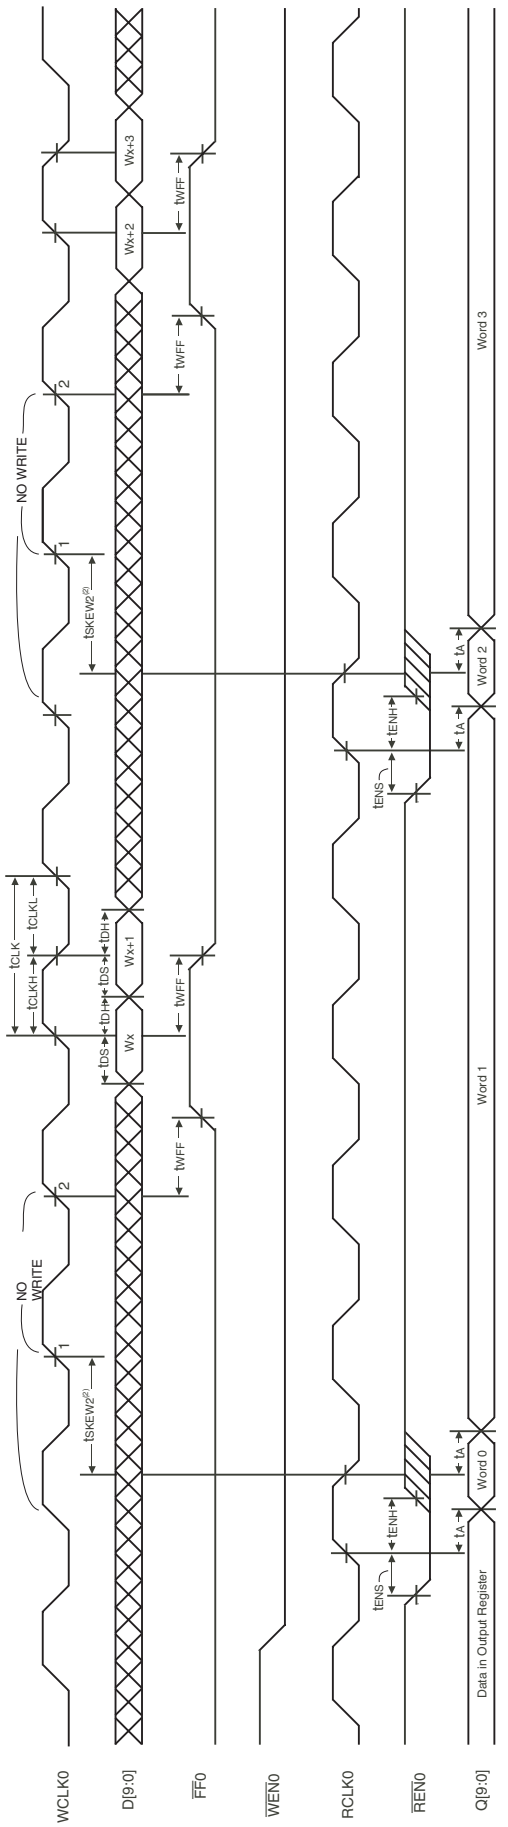 WCLK0
NO WRITE
1
2
tCLK
tCLKH
tCLKL
NO WRITE
1
2
tSKEW2(2)
tSKEW2(2)
D[9:0]
tDS
tDH
tDS
tDH
Wx
Wx+1
Wx+2
Wx+3
FF0
tWFF
tWFF
tWFF
tWFF
WEN0
RCLK0
REN0
tENS
tENH
tENS
tENH
tA
tA
tA
tA
Q[9:0]
Data in Output Register
Word 0
Word 1
Word 2
Word 3